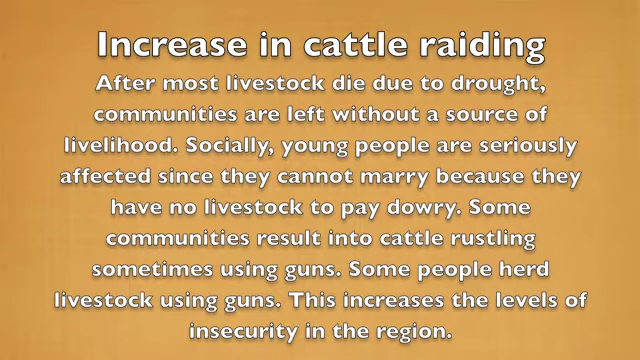 Increase in cattle raiding
After most livestock die due to drought,
communities are left without a source of
livelihood. Socially, young people are seriously
affected since they cannot marry because they
have no livestock to pay dowry. Some
communities result into cattle rustling
sometimes using guns. Some people herd
livestock using guns. This increases the levels of
insecurity in the region.